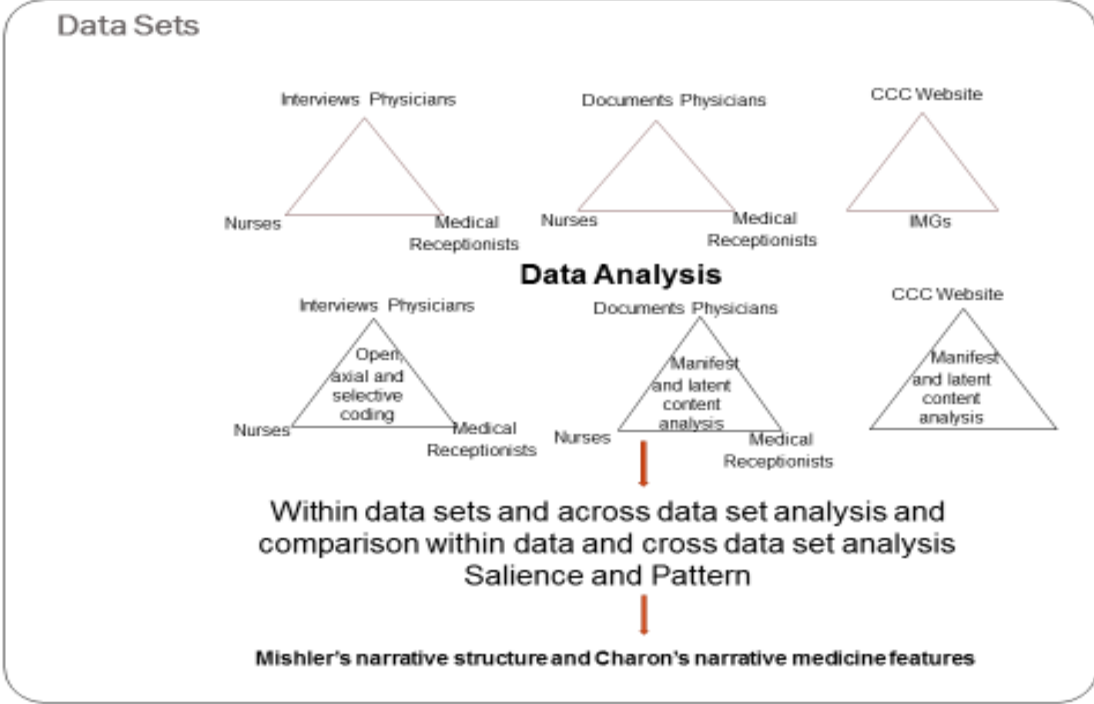 Data Sets
Interviews Physicians
Documents Physicians
CCC Website
Nurses
Medical
Receptionists
Nurses
Medical
Receptionists
IMGs
Data Analysis
Interviews Physicians
Documents Physicians
CCC Website
Open,
axial and
selective
coding
Manifest
and latent
content
analysis
Manifest
and latent
content
analysis
Nurses
Medical
Receptionists
Nurses
Medical
Receptionists
Within data sets and across data set analysis and
comparison within data and cross data set analysis
Salience and Pattern
Mishler's narrative structure and Charon's narrative medicine features